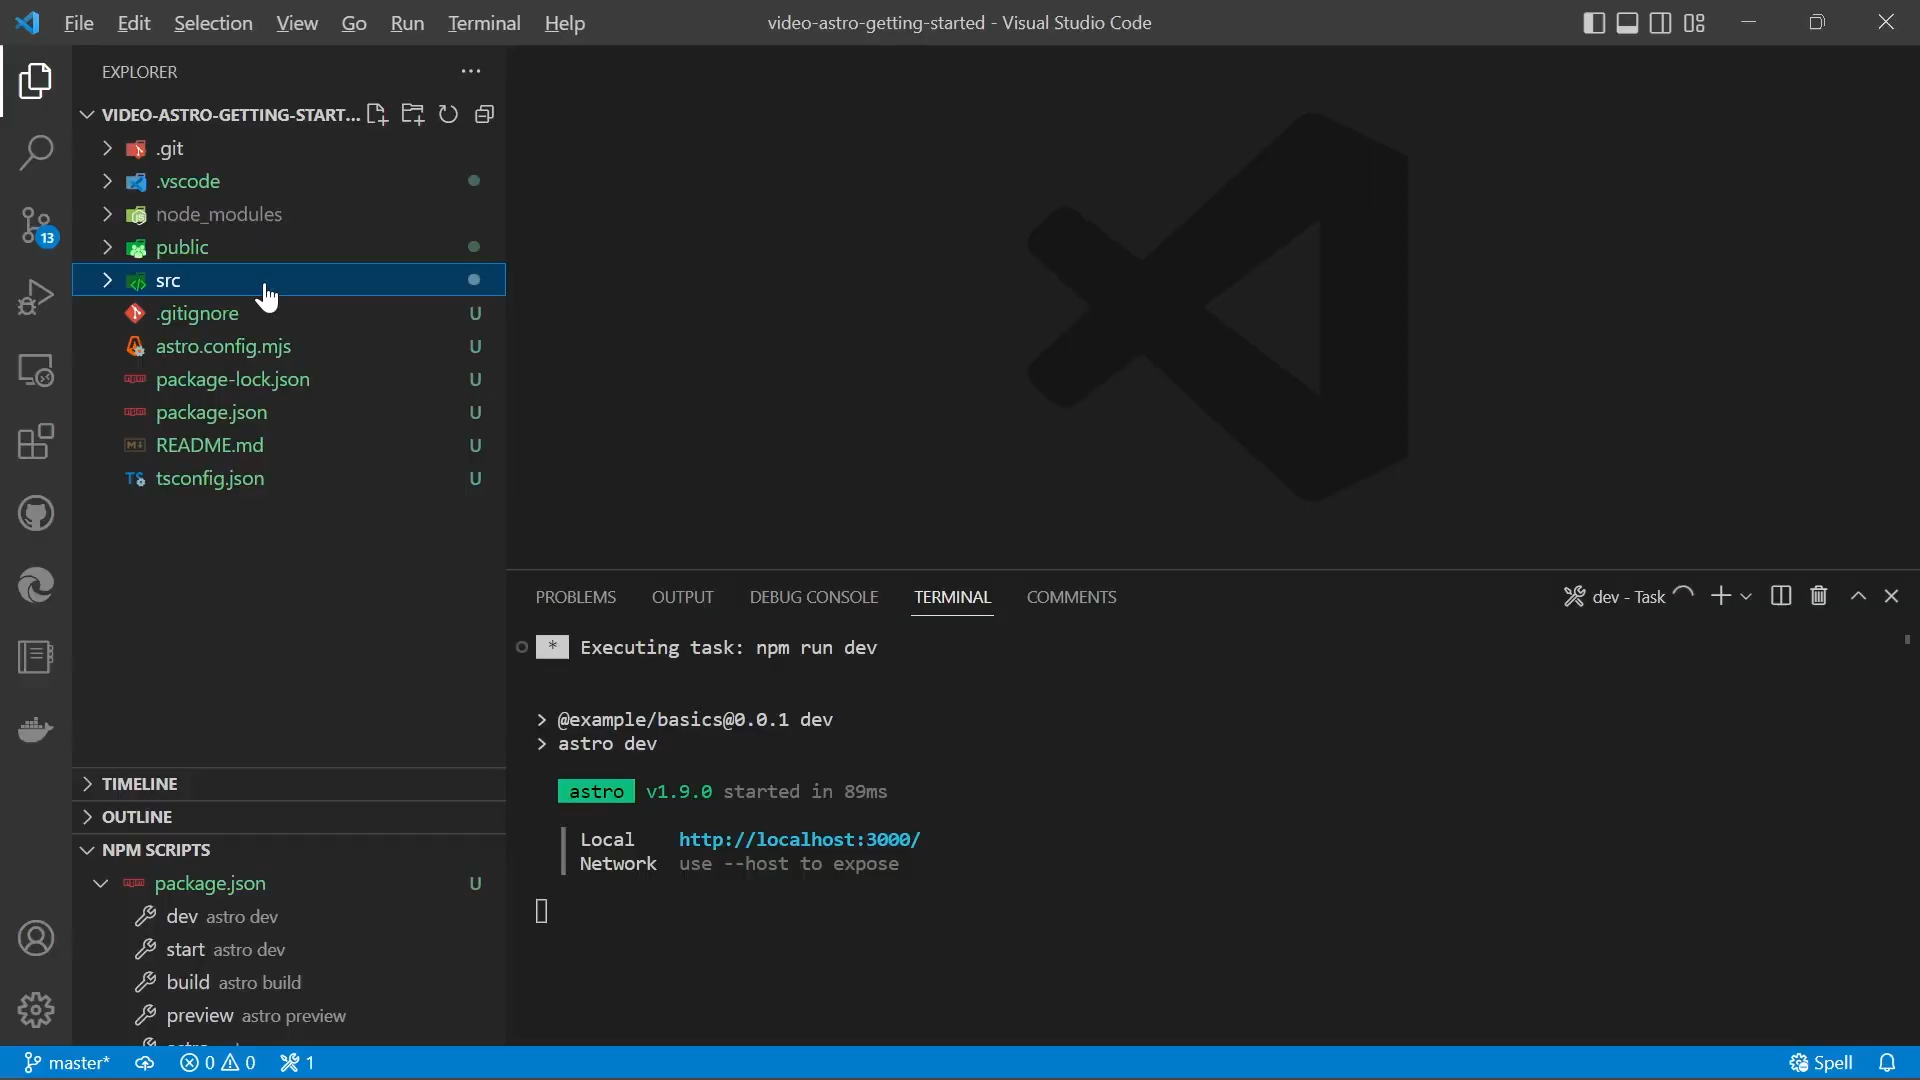 File Edit Selection View Go Run Terminal Help
video-astro-getting-started - Visual Studio Code
EXPLORER
VIDEO-ASTRO-GETTING-START...
.git
.vscode
node_modules
public
src
.gitignore U
astro.config.mjs U
package-lock.json U
package.json U
README.md U
TS tsconfig.json U
13
TIMELINE
OUTLINE
NPM SCRIPTS
package.json U
dev astro dev
start astro dev
build astro build
preview astro preview
PROBLEMS OUTPUT DEBUG CONSOLE TERMINAL COMMENTS
dev - Task
* Executing task: npm run dev
> @example/basics@0.0.1 dev
> astro dev
astro v1.9.0 started in 89ms
Local http://localhost:3000/
Network use --host to expose
master* 0 0 1
Spell